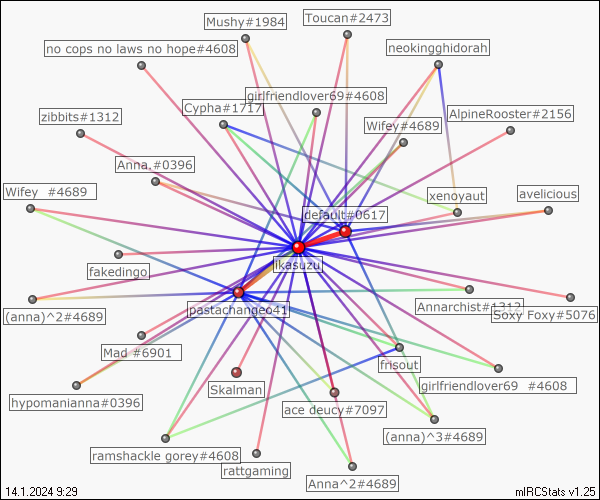 Mushy#1984
Toucan#2473
no cops no laws no hope#4608
neokingghidorah
girlfriendlover69#4608
Cypha#1717
AlpineRooster#2156
zibbits#1312
Wifey#4689
Anna,#0396
Wifey #4689
xenoyaut
avelicious
default#0617
fakedingo
ikasuzu
(anna)^2#4689
pastachangeo41
Annarchist#1312
Soxy Foxy#5076
Mad #6901
frisout
Skalman
girlfriendlover69 #4608
hypomanianna#0396
ace deucy#7097
(anna)^3#4689
ramshackle gorey#4608
rattgaming
Anna^2#4689
14.1.2024 9:29
mIRCStats v1.25